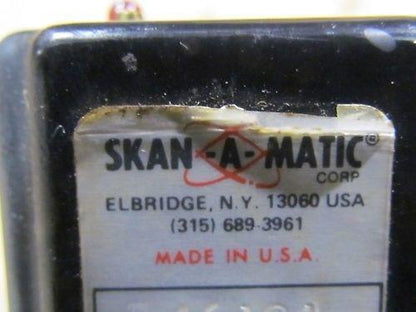 SKAN-A-MATIC®
CORP
ELBRIDGE, N.Y. 13060 USA
(315) 689-3961
MADE IN U.S.A.